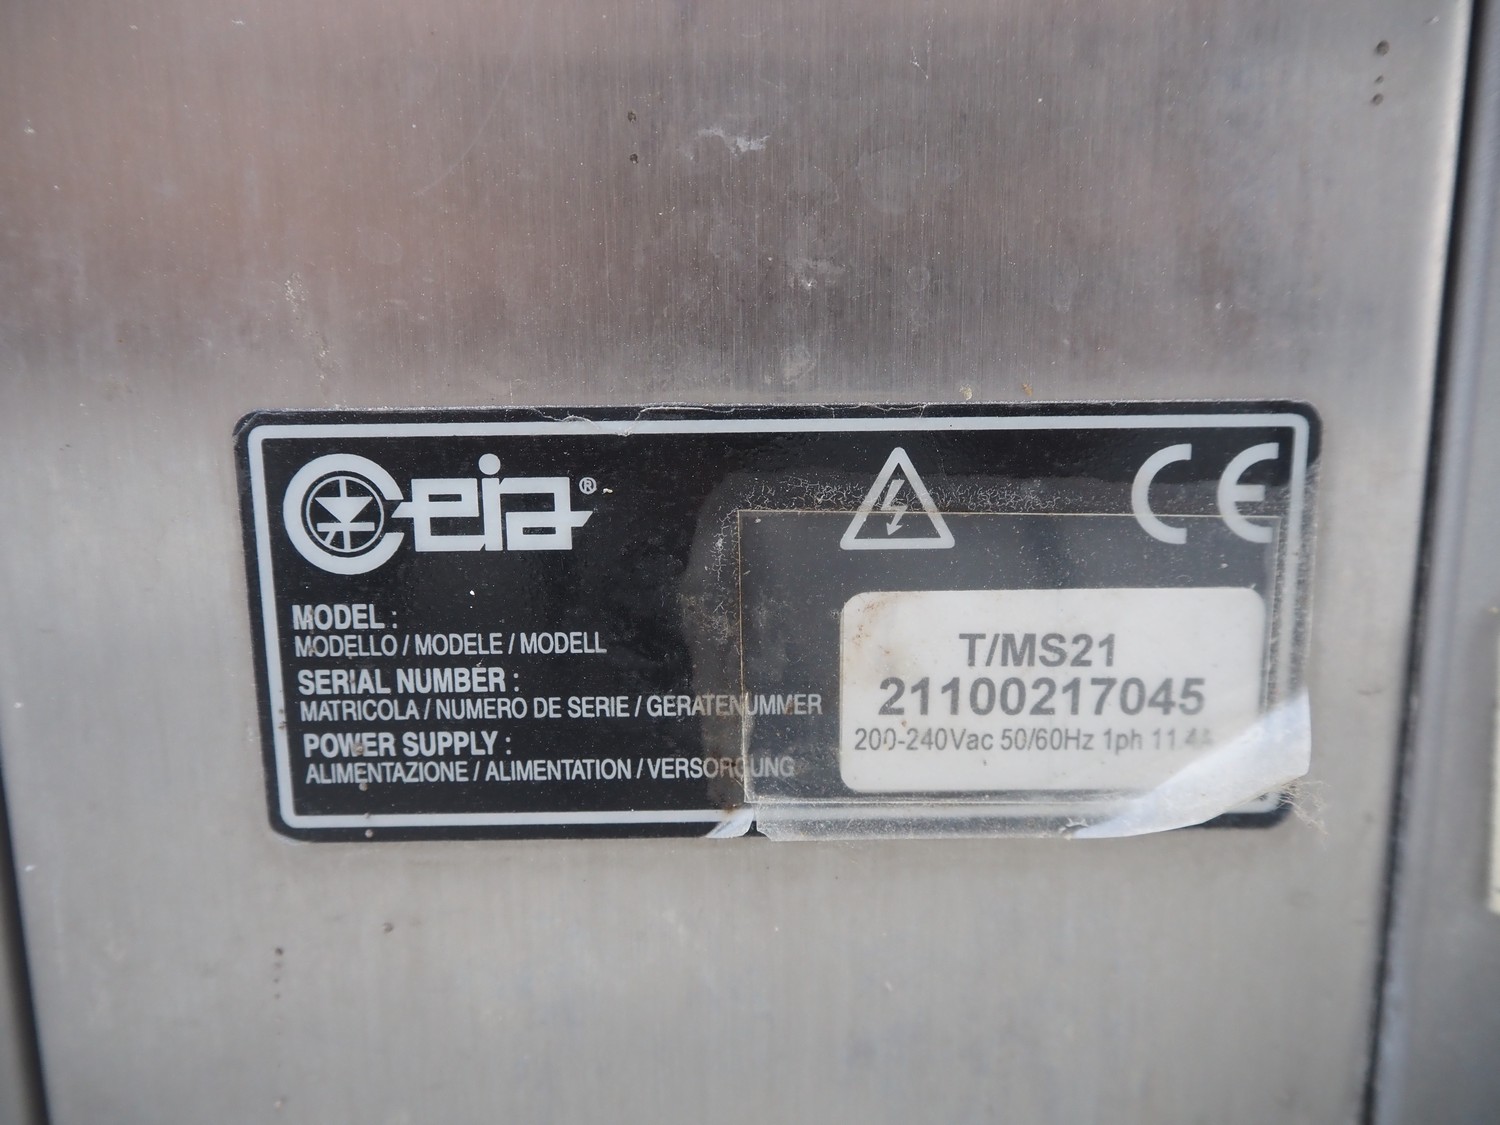 Ceia®
CE
MODEL :
MODELLO / MODELE / MODELL
T/MS21
SERIAL NUMBER :
MATRICOLA / NUMERO DE SERIE / GERATENUMMER
21100217045
POWER SUPPLY :
ALIMENTAZIONE / ALIMENTATION / VERSORGUNG
200-240Vac 50/60Hz 1ph